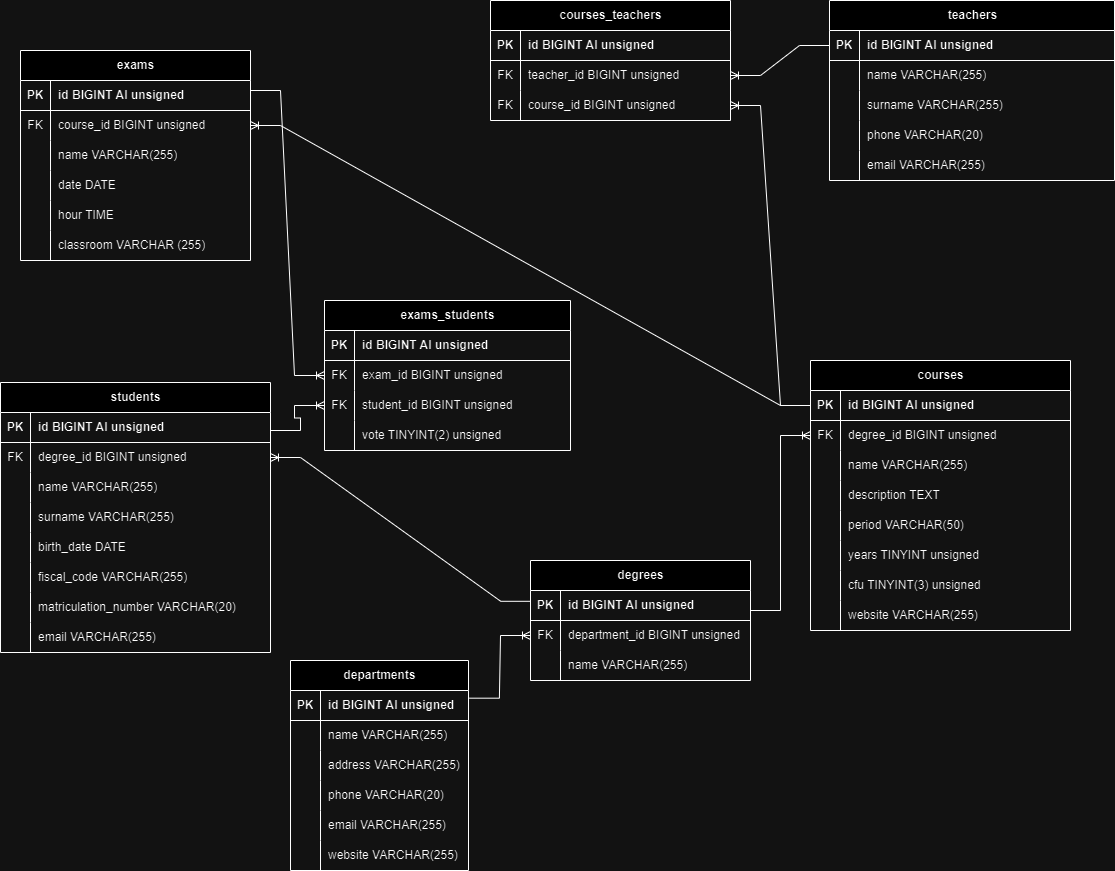 courses_teachers
PK id BIGINT AI unsigned
FK teacher_id BIGINT unsigned
FK course_id BIGINT unsigned
teachers
PK id BIGINT AI unsigned
name VARCHAR(255)
surname VARCHAR(255)
phone VARCHAR(20)
email VARCHAR(255)
exams
PK id BIGINT AI unsigned
FK course_id BIGINT unsigned
name VARCHAR(255)
date DATE
hour TIME
classroom VARCHAR (255)
exams_students
PK id BIGINT AI unsigned
FK exam_id BIGINT unsigned
FK student_id BIGINT unsigned
vote TINYINT(2) unsigned
courses
PK id BIGINT AI unsigned
FK degree_id BIGINT unsigned
name VARCHAR(255)
description TEXT
period VARCHAR(50)
years TINYINT unsigned
cfu TINYINT(3) unsigned
website VARCHAR(255)
students
PK id BIGINT AI unsigned
FK degree_id BIGINT unsigned
name VARCHAR(255)
surname VARCHAR(255)
birth_date DATE
fiscal_code VARCHAR(255)
matriculation_number VARCHAR(20)
email VARCHAR(255)
degrees
PK id BIGINT AI unsigned
FK department_id BIGINT unsigned
name VARCHAR(255)
departments
PK id BIGINT AI unsigned
name VARCHAR(255)
address VARCHAR(255)
phone VARCHAR(20)
email VARCHAR(255)
website VARCHAR(255)